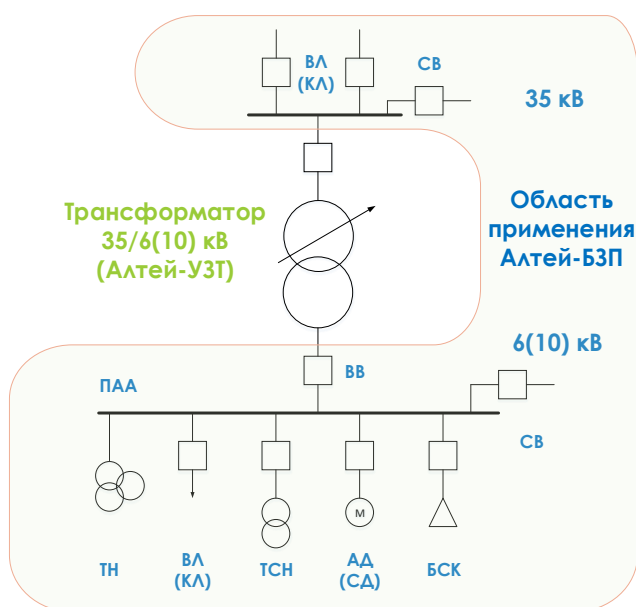 ВЛ
(КЛ)
СВ
35 кВ
Трансформатор
35/6(10) кВ
(Алтей-УЗТ)
Область
применения
Алтей-БЗП
6(10) кВ
ВВ
ПАА
СВ
м
ТН
ВЛ
(КЛ)
ТСН
АД
(СД)
БСК